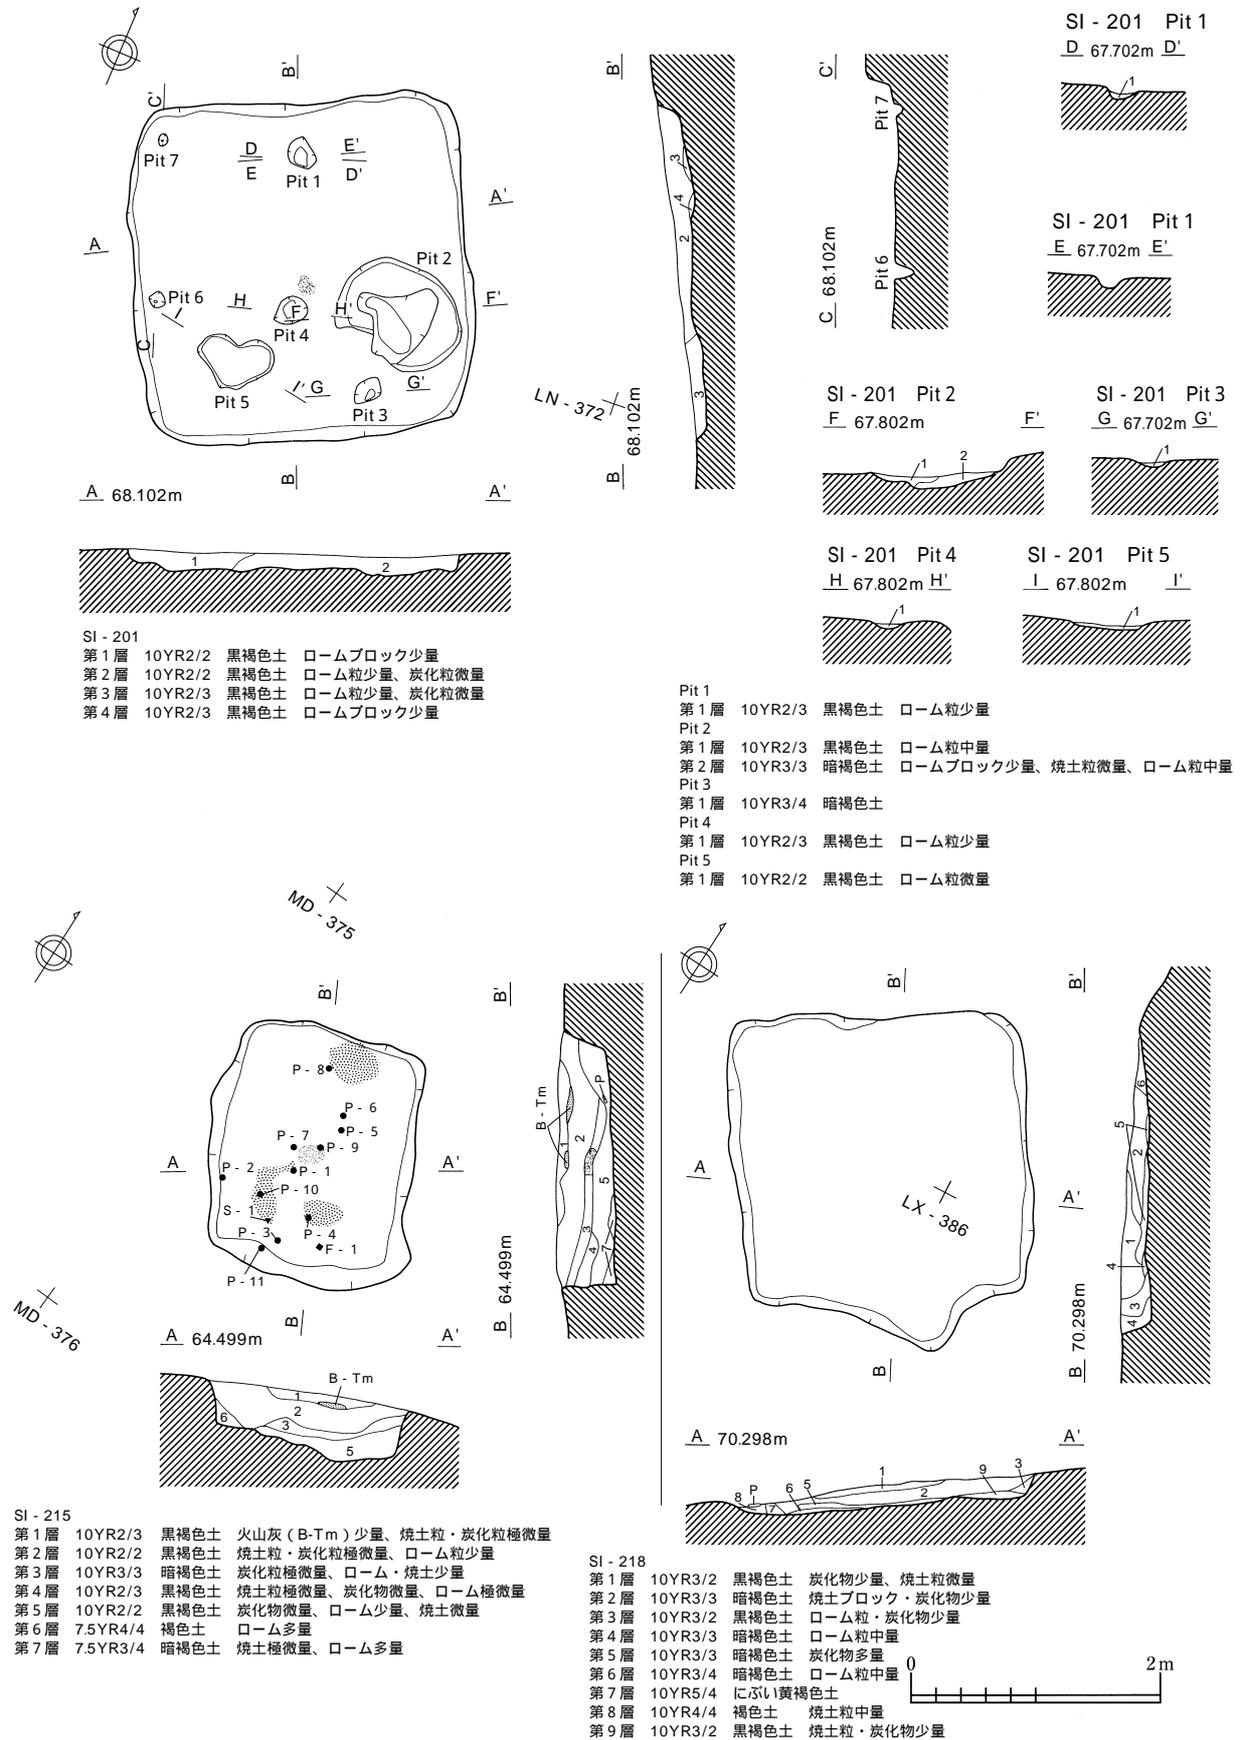 B'
C'
Pit 7
D
E
Pit 1
E'
D'
A
A'
Pit 2
Pit 6
I
H
F
H'
F'
Pit 4
C
Pit 5
I'
G
G'
Pit 3
B
LN - 372
A 68.102m A'
1
2
B'
3
4
2
3
B 68.102m
C'
Pit 7
Pit 6
C 68.102m
SI - 201 Pit 1
D 67.702m D'
1
SI - 201 Pit 1
E 67.702m E'
SI - 201 Pit 2
F 67.802m F'
1
2
SI - 201 Pit 3
G 67.702m G'
1
SI - 201 Pit 4
H 67.802m H'
1
SI - 201 Pit 5
I 67.802m I'
1
SI - 201
第1層 10YR2/2 黒褐色土 ロームブロック少量
第2層 10YR2/2 黒褐色土 ローム粒少量、炭化粒微量
第3層 10YR2/3 黒褐色土 ローム粒少量、炭化粒微量
第4層 10YR2/3 黒褐色土 ロームブロック少量
Pit 1
第1層 10YR2/3 黒褐色土 ローム粒少量
Pit 2
第1層 10YR2/3 黒褐色土 ローム粒中量
第2層 10YR3/3 暗褐色土 ロームブロック少量、焼土粒微量、ローム粒中量
Pit 3
第1層 10YR3/4 暗褐色土
Pit 4
第1層 10YR2/3 黒褐色土 ローム粒少量
Pit 5
第1層 10YR2/2 黒褐色土 ローム粒微量
MD - 375
B'
P - 8
P - 6
P - 5
P - 7
P - 9
A
A'
P - 2
P - 1
P - 10
S - 1
P - 3
P - 4
F - 1
P - 11
B
MD - 376
A 64.499m A'
B - Tm
1
2
3
5
6
B'
B - Tm
P
1
2
5
3
4
7
B 64.499m
SI - 215
第1層 10YR2/3 黒褐色土 火山灰（B-Tm）少量、焼土粒・炭化粒極微量
第2層 10YR2/2 黒褐色土 焼土粒・炭化粒極微量、ローム粒少量
第3層 10YR3/3 暗褐色土 炭化粒極微量、ローム・焼土少量
第4層 10YR2/3 黒褐色土 焼土粒極微量、炭化物微量、ローム極微量
第5層 10YR2/2 黒褐色土 炭化物微量、ローム少量、焼土微量
第6層 7.5YR4/4 褐色土 ローム多量
第7層 7.5YR3/4 暗褐色土 焼土極微量、ローム多量
B'
A
LX - 386
A'
B
B'
6
5
2
1
4
3
4
B 70.298m
A 70.298m A'
8
P
7
6
5
1
2
9
3
SI - 218
第1層 10YR3/2 黒褐色土 炭化物少量、焼土粒微量
第2層 10YR3/3 暗褐色土 焼土ブロック・炭化物少量
第3層 10YR3/2 黒褐色土 ローム粒・炭化物少量
第4層 10YR3/3 暗褐色土 ローム粒中量
第5層 10YR3/3 暗褐色土 炭化物多量
第6層 10YR3/4 暗褐色土 ローム粒中量
第7層 10YR5/4 にぶい黄褐色土
第8層 10YR4/4 褐色土 焼土粒中量
第9層 10YR3/2 黒褐色土 焼土粒・炭化物少量
0 2m